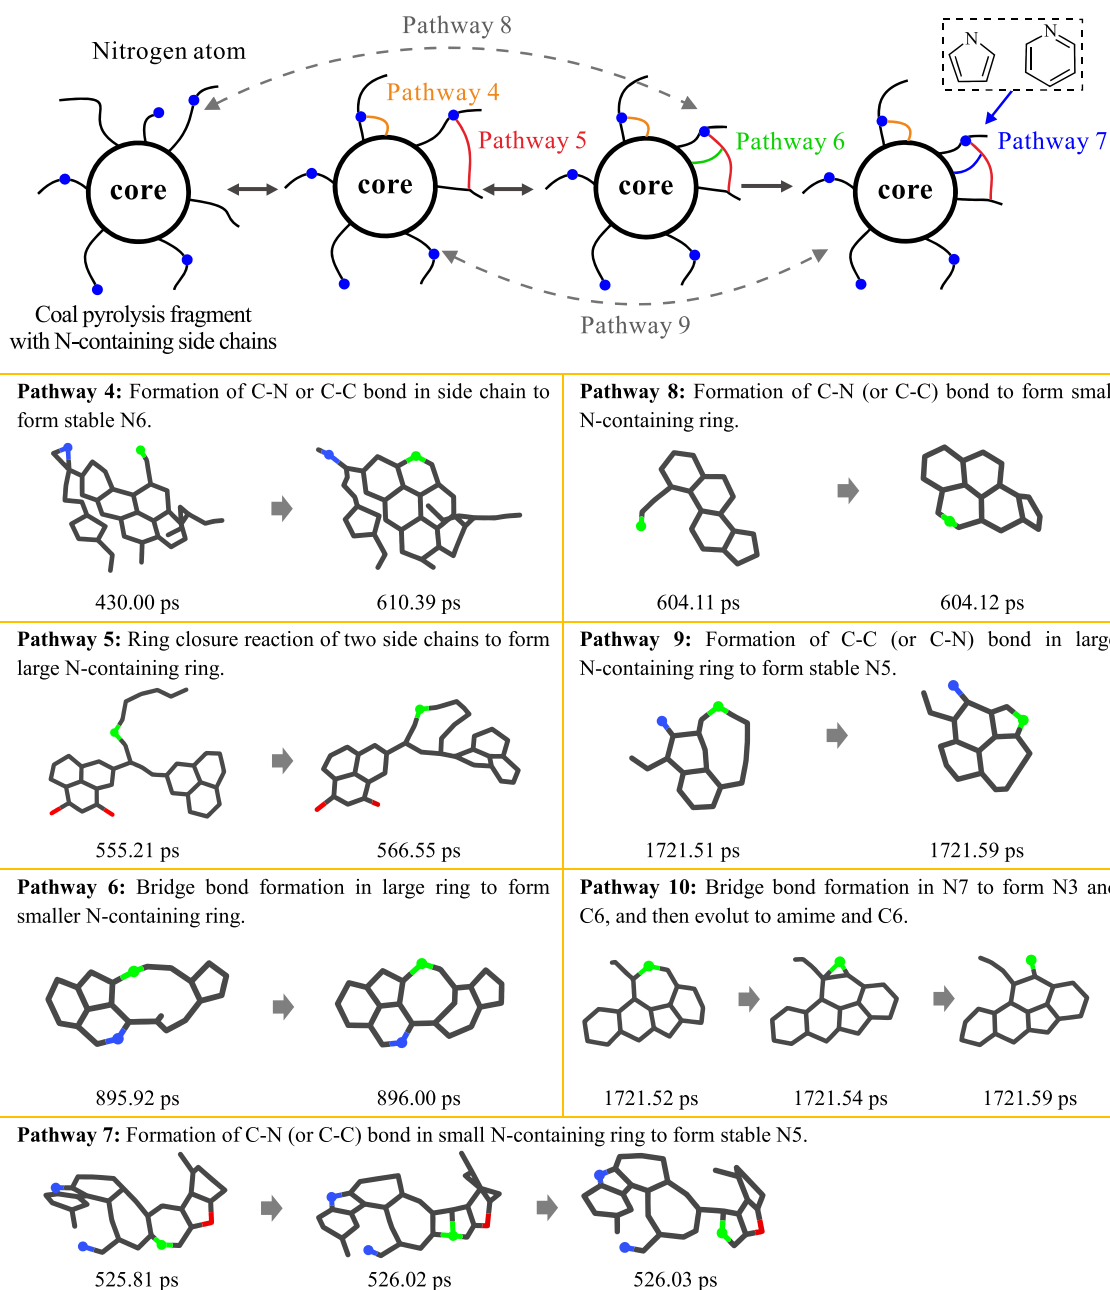 Pathway 8
Nitrogen atom
N
N
Pathway 4
Pathway 5
Pathway 6
Pathway 7
core
core
core
core
Pathway 9
Coal pyrolysis fragment
with N-containing side chains
Pathway 4: Formation of C-N or C-C bond in side chain to
form stable N6.
430.00 ps
610.39 ps
Pathway 8: Formation of C-N (or C-C) bond to form small
N-containing ring.
604.11 ps
604.12 ps
Pathway 5: Ring closure reaction of two side chains to form
large N-containing ring.
555.21 ps
566.55 ps
Pathway 9: Formation of C-C (or C-N) bond in large
N-containing ring to form stable N5.
1721.51 ps
1721.59 ps
Pathway 6: Bridge bond formation in large ring to form
smaller N-containing ring.
895.92 ps
896.00 ps
Pathway 10: Bridge bond formation in N7 to form N3 and
C6, and then evolut to amime and C6.
1721.52 ps
1721.54 ps
1721.59 ps
Pathway 7: Formation of C-N (or C-C) bond in small N-containing ring to form stable N5.
525.81 ps
526.02 ps
526.03 ps